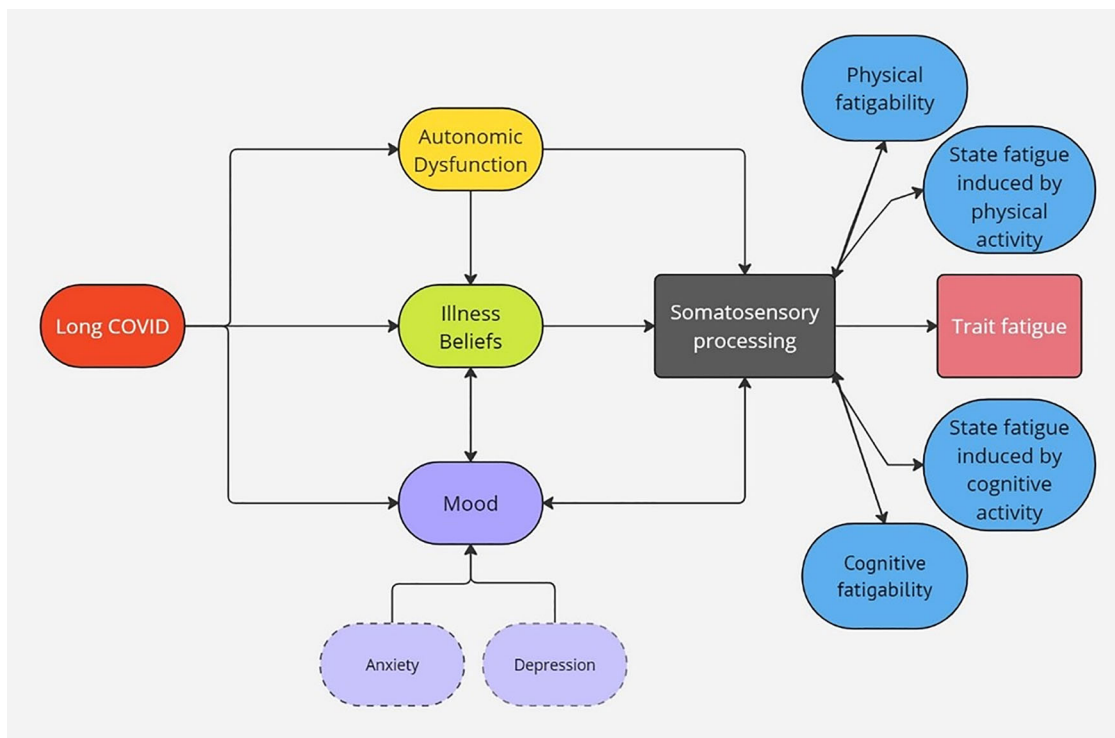 Physical
fatigability
Autonomic
Dysfunction
State fatigue
induced by
physical
activity
Long COVID
Illness
Beliefs
Somatosensory
processing
Trait fatigue
Mood
State fatigue
induced by
cognitive
activity
Cognitive
fatigability
Anxiety
Depression